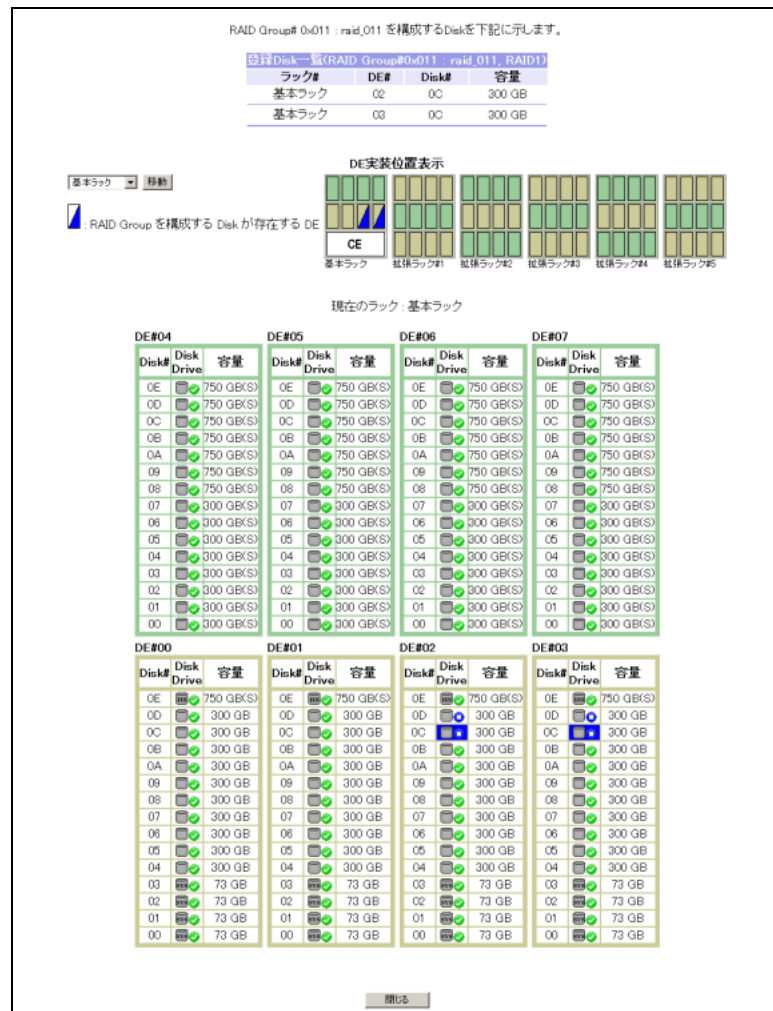 RAID Group# 0x011 : raid_011 を構成するDiskを下記に示します。
登録Disk一覧(RAID Group#0x011 : raid_011, RAID1)
ラック# DE# Disk# 容量
基本ラック 02 0C 300 GB
基本ラック 03 0C 300 GB
DE実装位置表示
基本ラック 移動
: RAID Group を構成する Disk が存在する DE
CE
基本ラック 拡張ラック#1 拡張ラック#2 拡張ラック#3 拡張ラック#4 拡張ラック#5
現在のラック : 基本ラック
DE#04 DE#05 DE#06 DE#07
Disk# Disk Drive 容量 Disk# Disk Drive 容量 Disk# Disk Drive 容量 Disk# Disk Drive 容量
0E 750 GB(S) 0E 750 GB(S) 0E 750 GB(S) 0E 750 GB(S)
0D 750 GB(S) 0D 750 GB(S) 0D 750 GB(S) 0D 750 GB(S)
0C 750 GB(S) 0C 750 GB(S) 0C 750 GB(S) 0C 750 GB(S)
0B 750 GB(S) 0B 750 GB(S) 0B 750 GB(S) 0B 750 GB(S)
0A 750 GB(S) 0A 750 GB(S) 0A 750 GB(S) 0A 750 GB(S)
09 750 GB(S) 09 750 GB(S) 09 750 GB(S) 09 750 GB(S)
08 750 GB(S) 08 750 GB(S) 08 750 GB(S) 08 750 GB(S)
07 300 GB(S) 07 300 GB(S) 07 300 GB(S) 07 300 GB(S)
06 300 GB(S) 06 300 GB(S) 06 300 GB(S) 06 300 GB(S)
05 300 GB(S) 05 300 GB(S) 05 300 GB(S) 05 300 GB(S)
04 300 GB(S) 04 300 GB(S) 04 300 GB(S) 04 300 GB(S)
03 300 GB(S) 03 300 GB(S) 03 300 GB(S) 03 300 GB(S)
02 300 GB(S) 02 300 GB(S) 02 300 GB(S) 02 300 GB(S)
01 300 GB(S) 01 300 GB(S) 01 300 GB(S) 01 300 GB(S)
00 300 GB(S) 00 300 GB(S) 00 300 GB(S) 00 300 GB(S)
DE#00 DE#01 DE#02 DE#03
Disk# Disk Drive 容量 Disk# Disk Drive 容量 Disk# Disk Drive 容量 Disk# Disk Drive 容量
0E 750 GB(S) 0E 750 GB(S) 0E 750 GB(S) 0E 750 GB(S)
0D 300 GB 0D 300 GB 0D 300 GB 0D 300 GB
0C 300 GB 0C 300 GB 0C 300 GB 0C 300 GB
0B 300 GB 0B 300 GB 0B 300 GB 0B 300 GB
0A 300 GB 0A 300 GB 0A 300 GB 0A 300 GB
09 300 GB 09 300 GB 09 300 GB 09 300 GB
08 300 GB 08 300 GB 08 300 GB 08 300 GB
07 300 GB 07 300 GB 07 300 GB 07 300 GB
06 300 GB 06 300 GB 06 300 GB 06 300 GB
05 300 GB 05 300 GB 05 300 GB 05 300 GB
04 300 GB 04 300 GB 04 300 GB 04 300 GB
03 73 GB 03 73 GB 03 73 GB 03 73 GB
02 73 GB 02 73 GB 02 73 GB 02 73 GB
01 73 GB 01 73 GB 01 73 GB 01 73 GB
00 73 GB 00 73 GB 00 73 GB 00 73 GB
閉じる